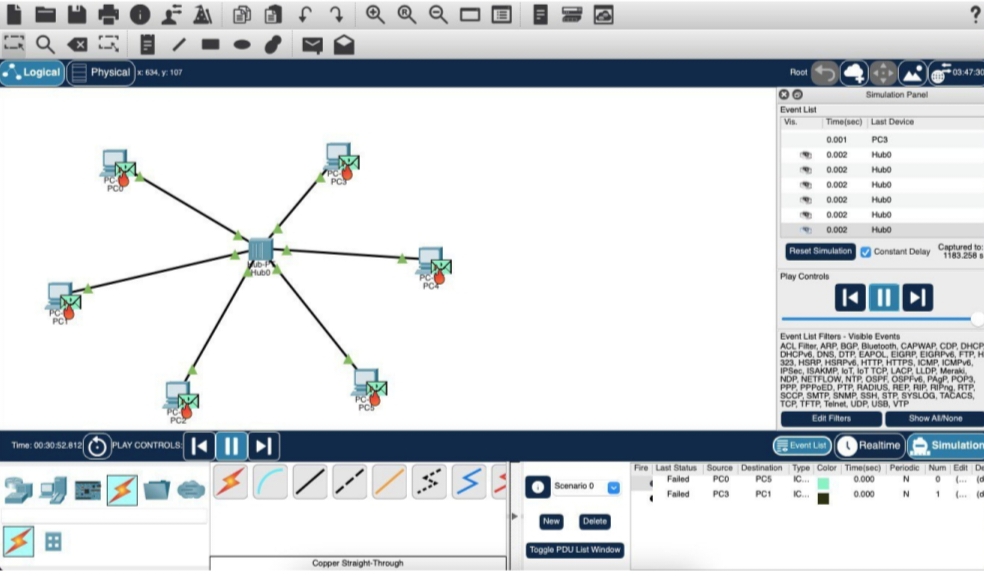 ?
Logical
Physical
x: 634, y: 107
Root
03:47:30
Simulation Panel
Event List
Vis. Time(sec) Last Device
0.001 PC3
0.002 Hub0
0.002 Hub0
0.002 Hub0
0.002 Hub0
0.002 Hub0
0.002 Hub0
Reset Simulation
Constant Delay
Captured to:
1183.258 s
Play Controls
Event List Filters - Visible Events
ACL Filter, ARP, BGP, Bluetooth, CAPWAP, CDP, DHCP
DHCPv6, DNS, DTP, EAPOL, EIGRP, EIGRPv6, FTP, H
323, HSRP, HSRPv6, HTTP, HTTPS, ICMP, ICMPv6,
IPSec, ISAKMP, IoT, IoT TCP, LACP, LLDP, Meraki,
NDP, NETFLOW, NTP, OSPF, OSPFv6, PAgP, POP3,
PPP, PPPoED, PTP, RADIUS, REP, RIP, RIPng, RTP,
SCCP, SMTP, SNMP, SSH, STP, SYSLOG, TACACS,
TCP, TFTP, Telnet, UDP, USB, VTP
Edit Filters
Show All/None
PC-
PC0
PC-
PC3
Hub0
PC-
PC4
PC-
PC1
PC-
PC2
PC-
PC5
Time: 00:30:52.812
PLAY CONTROLS:
Event List
Realtime
Simulation
Copper Straight-Through
Scenario 0
New
Delete
Toggle PDU List Window
Fire Last Status Source Destination Type Color Time(sec) Periodic Num Edit De
Failed PC0 PC5 IC... 0.000 N 0 (... (d
Failed PC3 PC1 IC... 0.000 N 1 (... (d